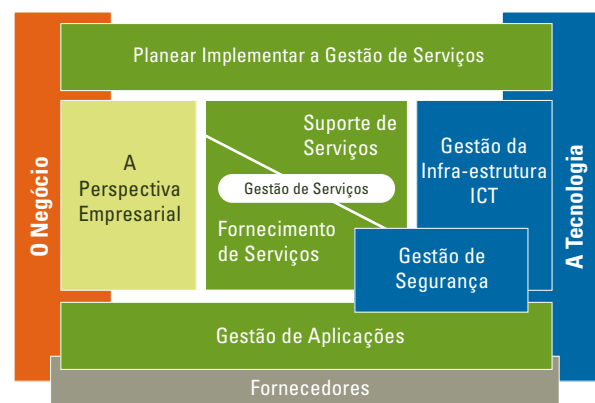 Planear Implementar a Gestão de Serviços
O Negócio
A
Perspectiva
Empresarial
Suporte de
Serviços
Gestão de Serviços
Fornecimento
de Serviços
Gestão da
Infra-estrutura
ICT
Gestão de
Segurança
A Tecnologia
Gestão de Aplicações
Fornecedores